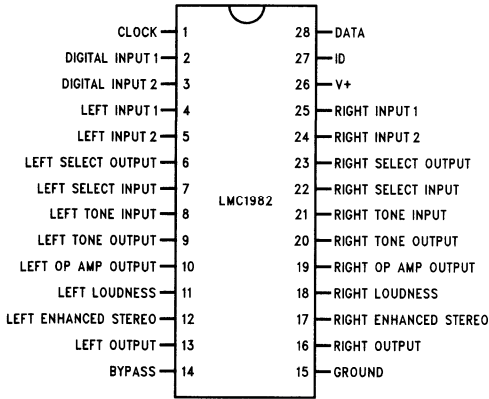 CLOCK 1 28 DATA
DIGITAL INPUT 1 2 27 ID
DIGITAL INPUT 2 3 26 V+
LEFT INPUT 1 4 25 RIGHT INPUT 1
LEFT INPUT 2 5 24 RIGHT INPUT 2
LEFT SELECT OUTPUT 6 23 RIGHT SELECT OUTPUT
LEFT SELECT INPUT 7 22 RIGHT SELECT INPUT
LMC1982
LEFT TONE INPUT 8 21 RIGHT TONE INPUT
LEFT TONE OUTPUT 9 20 RIGHT TONE OUTPUT
LEFT OP AMP OUTPUT 10 19 RIGHT OP AMP OUTPUT
LEFT LOUDNESS 11 18 RIGHT LOUDNESS
LEFT ENHANCED STEREO 12 17 RIGHT ENHANCED STEREO
LEFT OUTPUT 13 16 RIGHT OUTPUT
BYPASS 14 15 GROUND